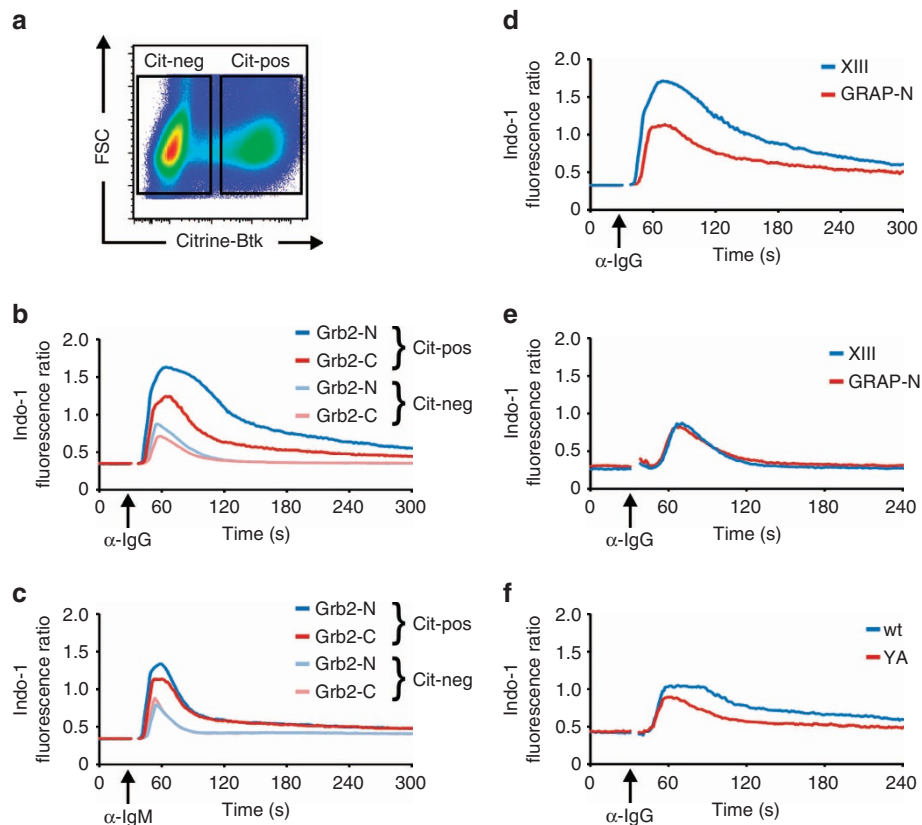 a
Cit-neg Cit-pos
FSC
Citrine-Btk
b
Indo-1
fluorescence ratio
2.0
1.5
1.0
0.5
0
0 60 120 180 240 300
Time (s)
α-IgG
Grb2-N
Grb2-C
Cit-pos
Grb2-N
Grb2-C
Cit-neg
c
Indo-1
fluorescence ratio
2.0
1.5
1.0
0.5
0
0 60 120 180 240 300
Time (s)
α-IgM
Grb2-N
Grb2-C
Cit-pos
Grb2-N
Grb2-C
Cit-neg
d
Indo-1
fluorescence ratio
2.0
1.5
1.0
0.5
0
0 60 120 180 240 300
Time (s)
α-IgG
XIII
GRAP-N
e
Indo-1
fluorescence ratio
2.0
1.5
1.0
0.5
0
0 60 120 180 240
Time (s)
α-IgG
XIII
GRAP-N
f
Indo-1
fluorescence ratio
2.0
1.5
1.0
0.5
0
0 60 120 180 240
Time (s)
α-IgG
wt
YA